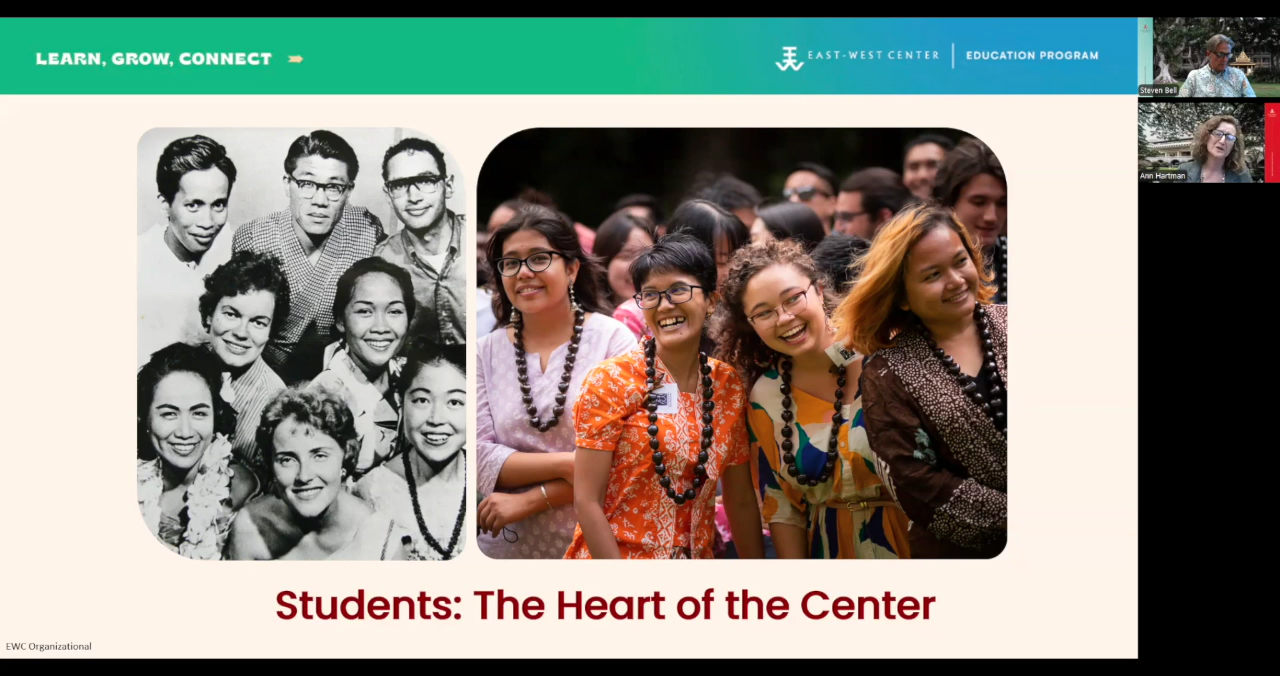 LEARN, GROW, CONNECT
EAST-WEST CENTER
EDUCATION PROGRAM
Steven Bell
Ann Hartman
Students: The Heart of the Center
EWC Organizational